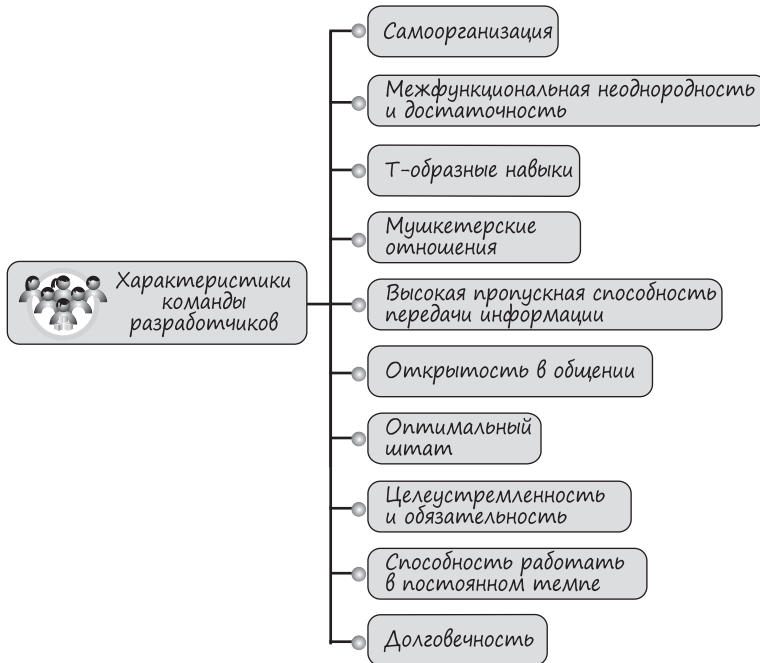 Самоорганизация
Межфункциональная неоднородность
и достаточность
Т-образные навыки
Мушкетерские
отношения
Характеристики
команды
разработчиков
Высокая пропускная способность
передачи информации
Открытость в общении
Оптимальный
штат
Целеустремленность
и обязательность
Способность работать
в постоянном темпе
Долговечность